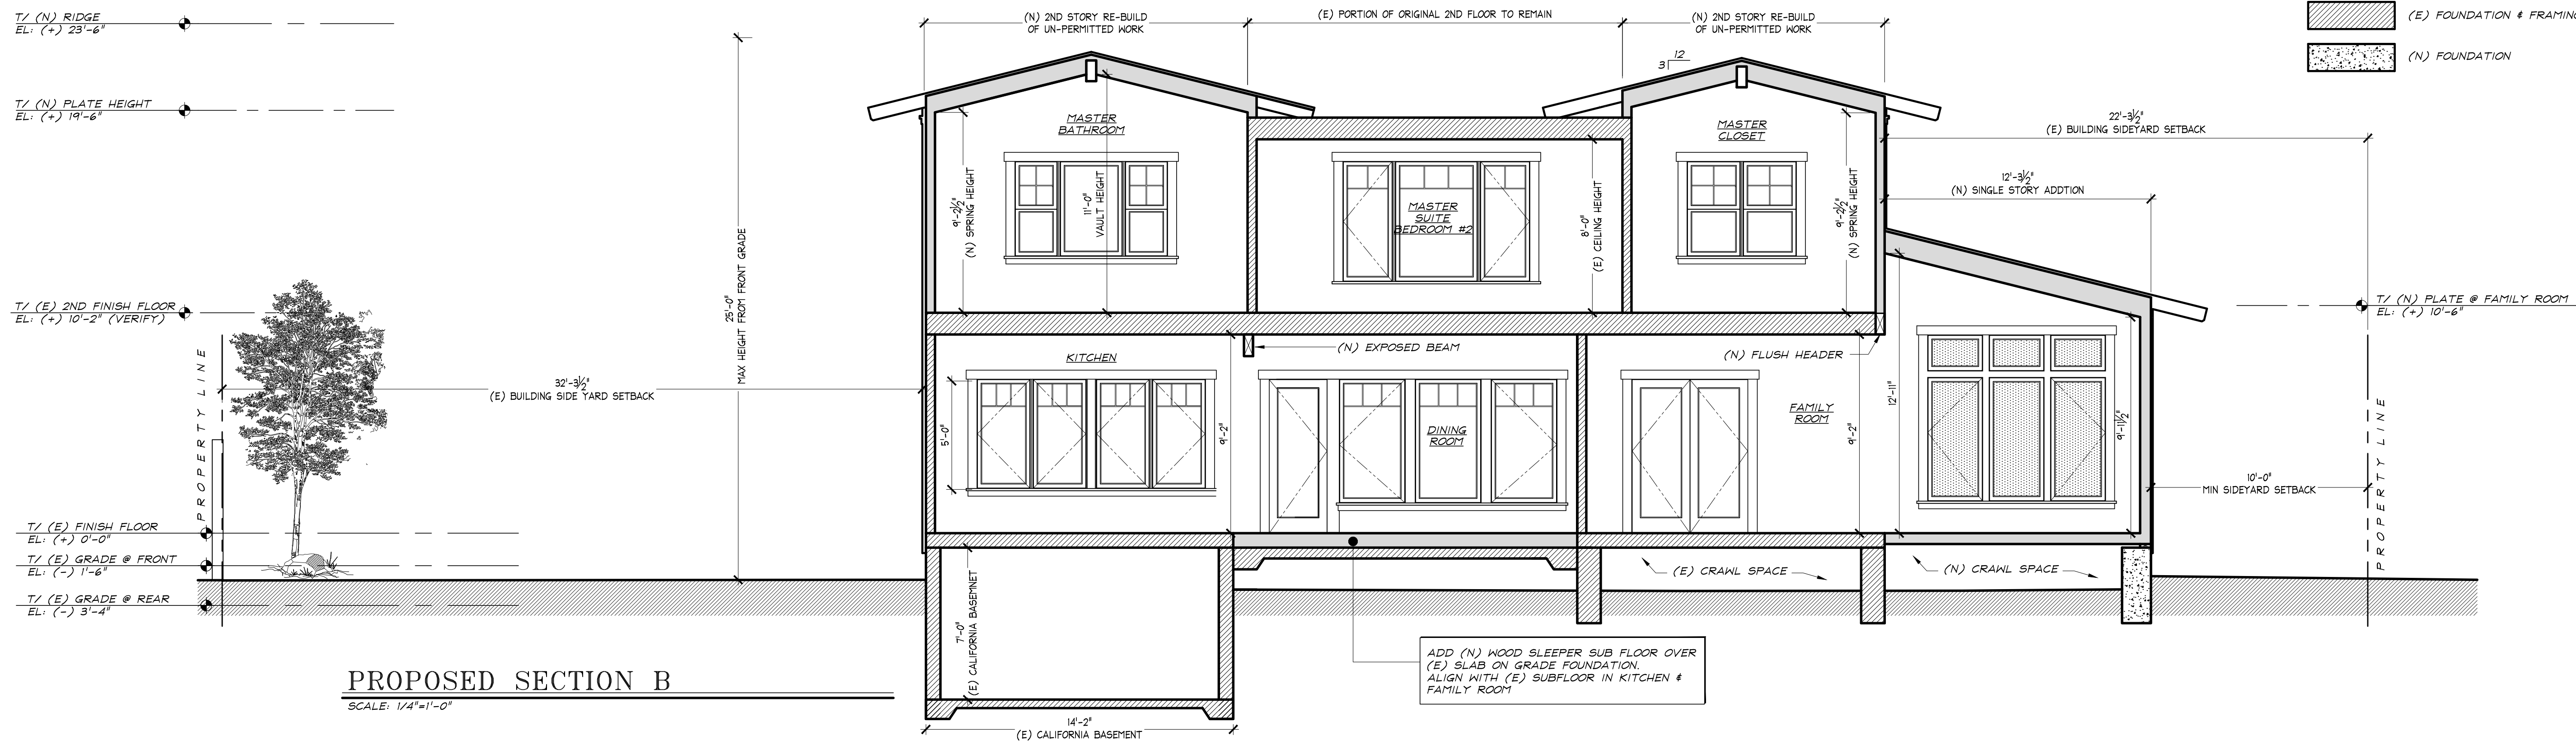 T/ (N) RIDGE
EL: (+) 23'-6"
T/ (N) PLATE HEIGHT
EL: (+) 19'-6"
T/ (E) 2ND FINISH FLOOR
EL: (+) 10'-2" (VERIFY)
PROPERTY LINE
T/ (E) FINISH FLOOR
EL: (+) 0'-0"
T/ (E) GRADE @ FRONT
EL: (-) 1'-6"
T/ (E) GRADE @ REAR
EL: (-) 3'-4"
32'-3½"
(E) BUILDING SIDE YARD SETBACK
25'-0"
MAX HEIGHT FROM FRONT GRADE
(N) 2ND STORY RE-BUILD
OF UN-PERMITTED WORK
(E) PORTION OF ORIGINAL 2ND FLOOR TO REMAIN
(N) 2ND STORY RE-BUILD
OF UN-PERMITTED WORK
12
3
MASTER
BATHROOM
9'-2½"
(N) SPRING HEIGHT
11'-0"
VAULT HEIGHT
MASTER
SUITE
BEDROOM #2
8'-0"
(E) CEILING HEIGHT
MASTER
CLOSET
9'-2½"
(N) SPRING HEIGHT
22'-3½"
(E) BUILDING SIDEYARD SETBACK
12'-3½"
(N) SINGLE STORY ADDTION
KITCHEN
5'-0"
9'-2"
(N) EXPOSED BEAM
DINING
ROOM
(N) FLUSH HEADER
FAMILY
ROOM
9'-2"
12'-11"
9'-11½"
10'-0"
MIN SIDEYARD SETBACK
PROPERTY LINE
T/ (N) PLATE @ FAMILY ROOM
EL: (+) 10'-6"
(E) CRAWL SPACE
(N) CRAWL SPACE
7'-0"
(E) CALIFORNIA BASEMNET
14'-2"
(E) CALIFORNIA BASEMENT
ADD (N) WOOD SLEEPER SUB FLOOR OVER
(E) SLAB ON GRADE FOUNDATION.
ALIGN WITH (E) SUBFLOOR IN KITCHEN &
FAMILY ROOM
PROPOSED SECTION B
SCALE: 1/4"=1'-0"
(E) FOUNDATION & FRAMING
(N) FOUNDATION